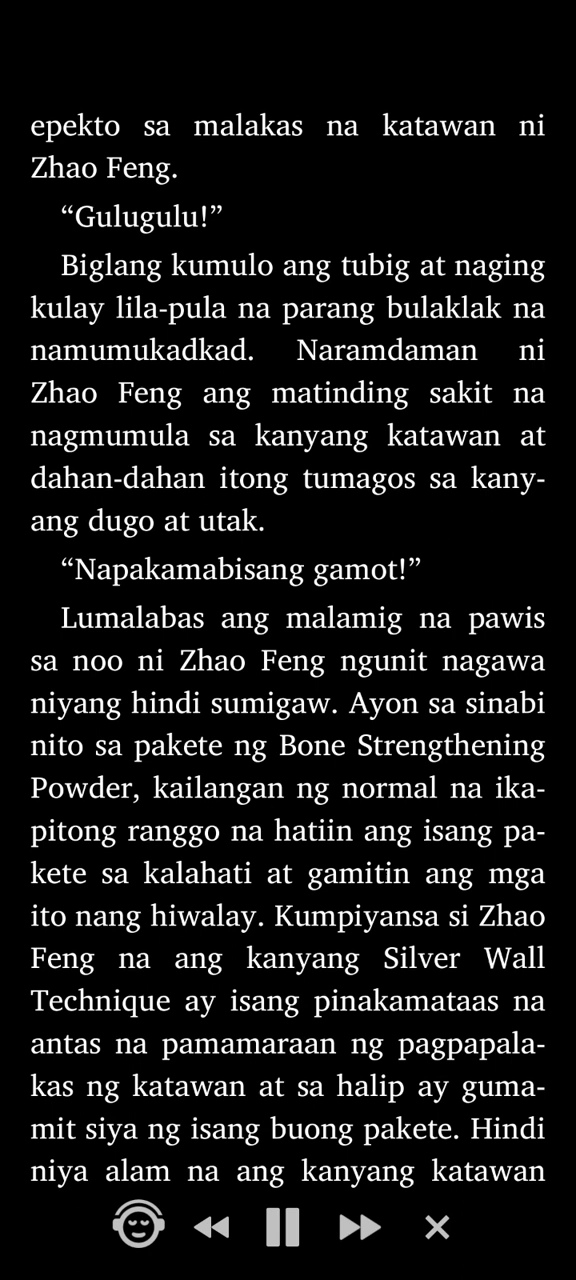 epekto sa malakas na katawan ni
Zhao Feng.
“Gulugulu!”
Biglang kumulo ang tubig at naging
kulay lila-pula na parang bulaklak na
namumukadkad. Naramdaman ni
Zhao Feng ang matinding sakit na
nagmumula sa kanyang katawan at
dahan-dahan itong tumagos sa kany-
ang dugo at utak.
“Napakamabisang gamot!”
Lumalabas ang malamig na pawis
sa noo ni Zhao Feng ngunit nagawa
niyang hindi sumigaw. Ayon sa sinabi
nito sa pakete ng Bone Strengthening
Powder, kailangan ng normal na ika-
pitong ranggo na hatiin ang isang pa-
kete sa kalahati at gamitin ang mga
ito nang hiwalay. Kumpiyansa si Zhao
Feng na ang kanyang Silver Wall
Technique ay isang pinakamataas na
antas na pamamaraan ng pagpapala-
kas ng katawan at sa halip ay guma-
mit siya ng isang buong pakete. Hindi
niya alam na ang kanyang katawan